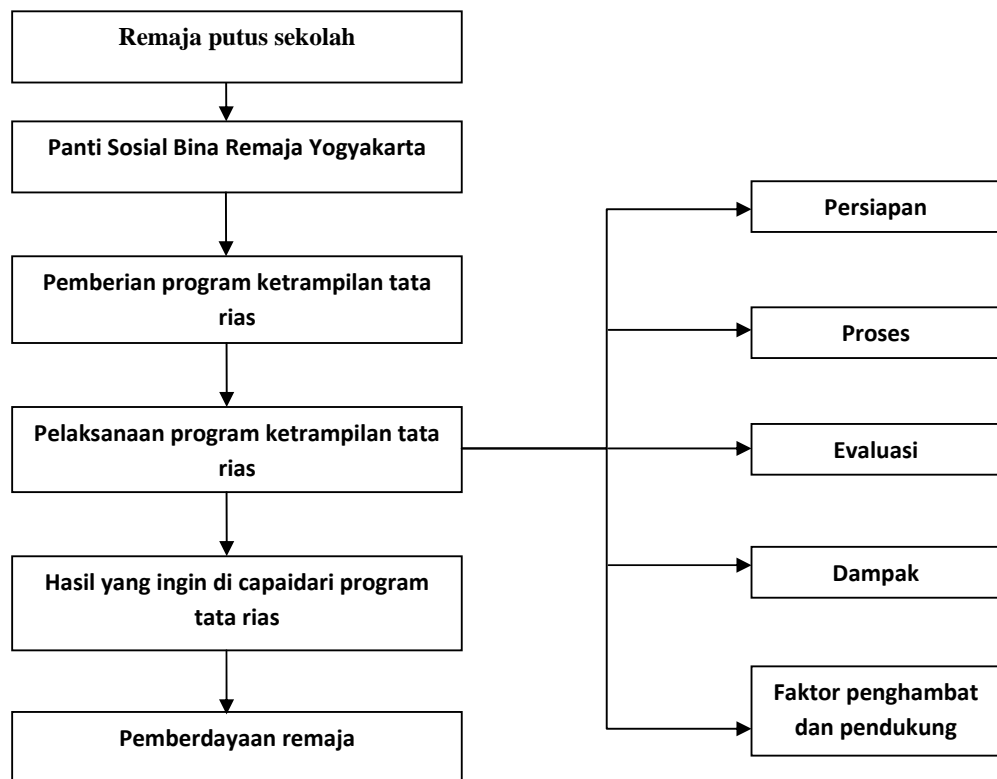 Remaja putus sekolah
Panti Sosial Bina Remaja Yogyakarta
Pemberian program ketrampilan tata
rias
Pelaksanaan program ketrampilan tata
rias
Hasil yang ingin di capaidari program
tata rias
Pemberdayaan remaja
Persiapan
Proses
Evaluasi
Dampak
Faktor penghambat
dan pendukung